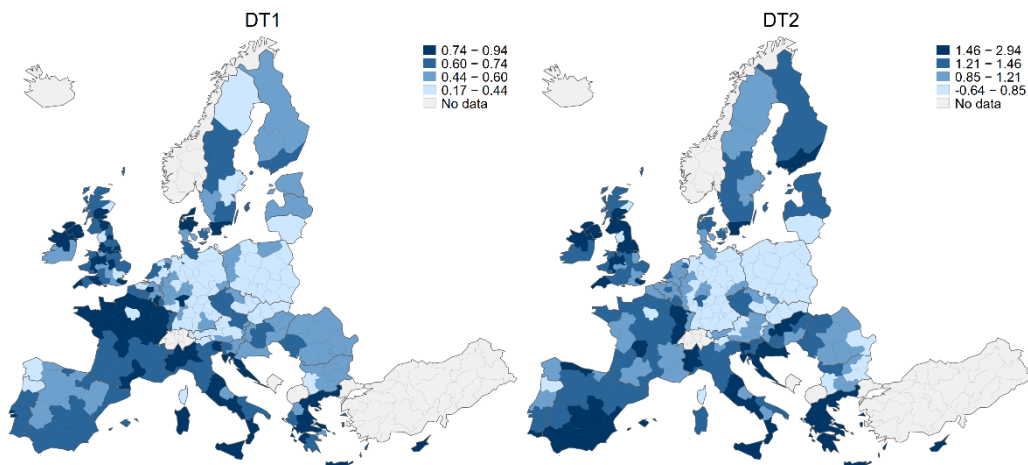 DT1
0.74 – 0.94
0.60 – 0.74
0.44 – 0.60
0.17 – 0.44
No data
DT2
1.46 – 2.94
1.21 – 1.46
0.85 – 1.21
-0.64 – 0.85
No data